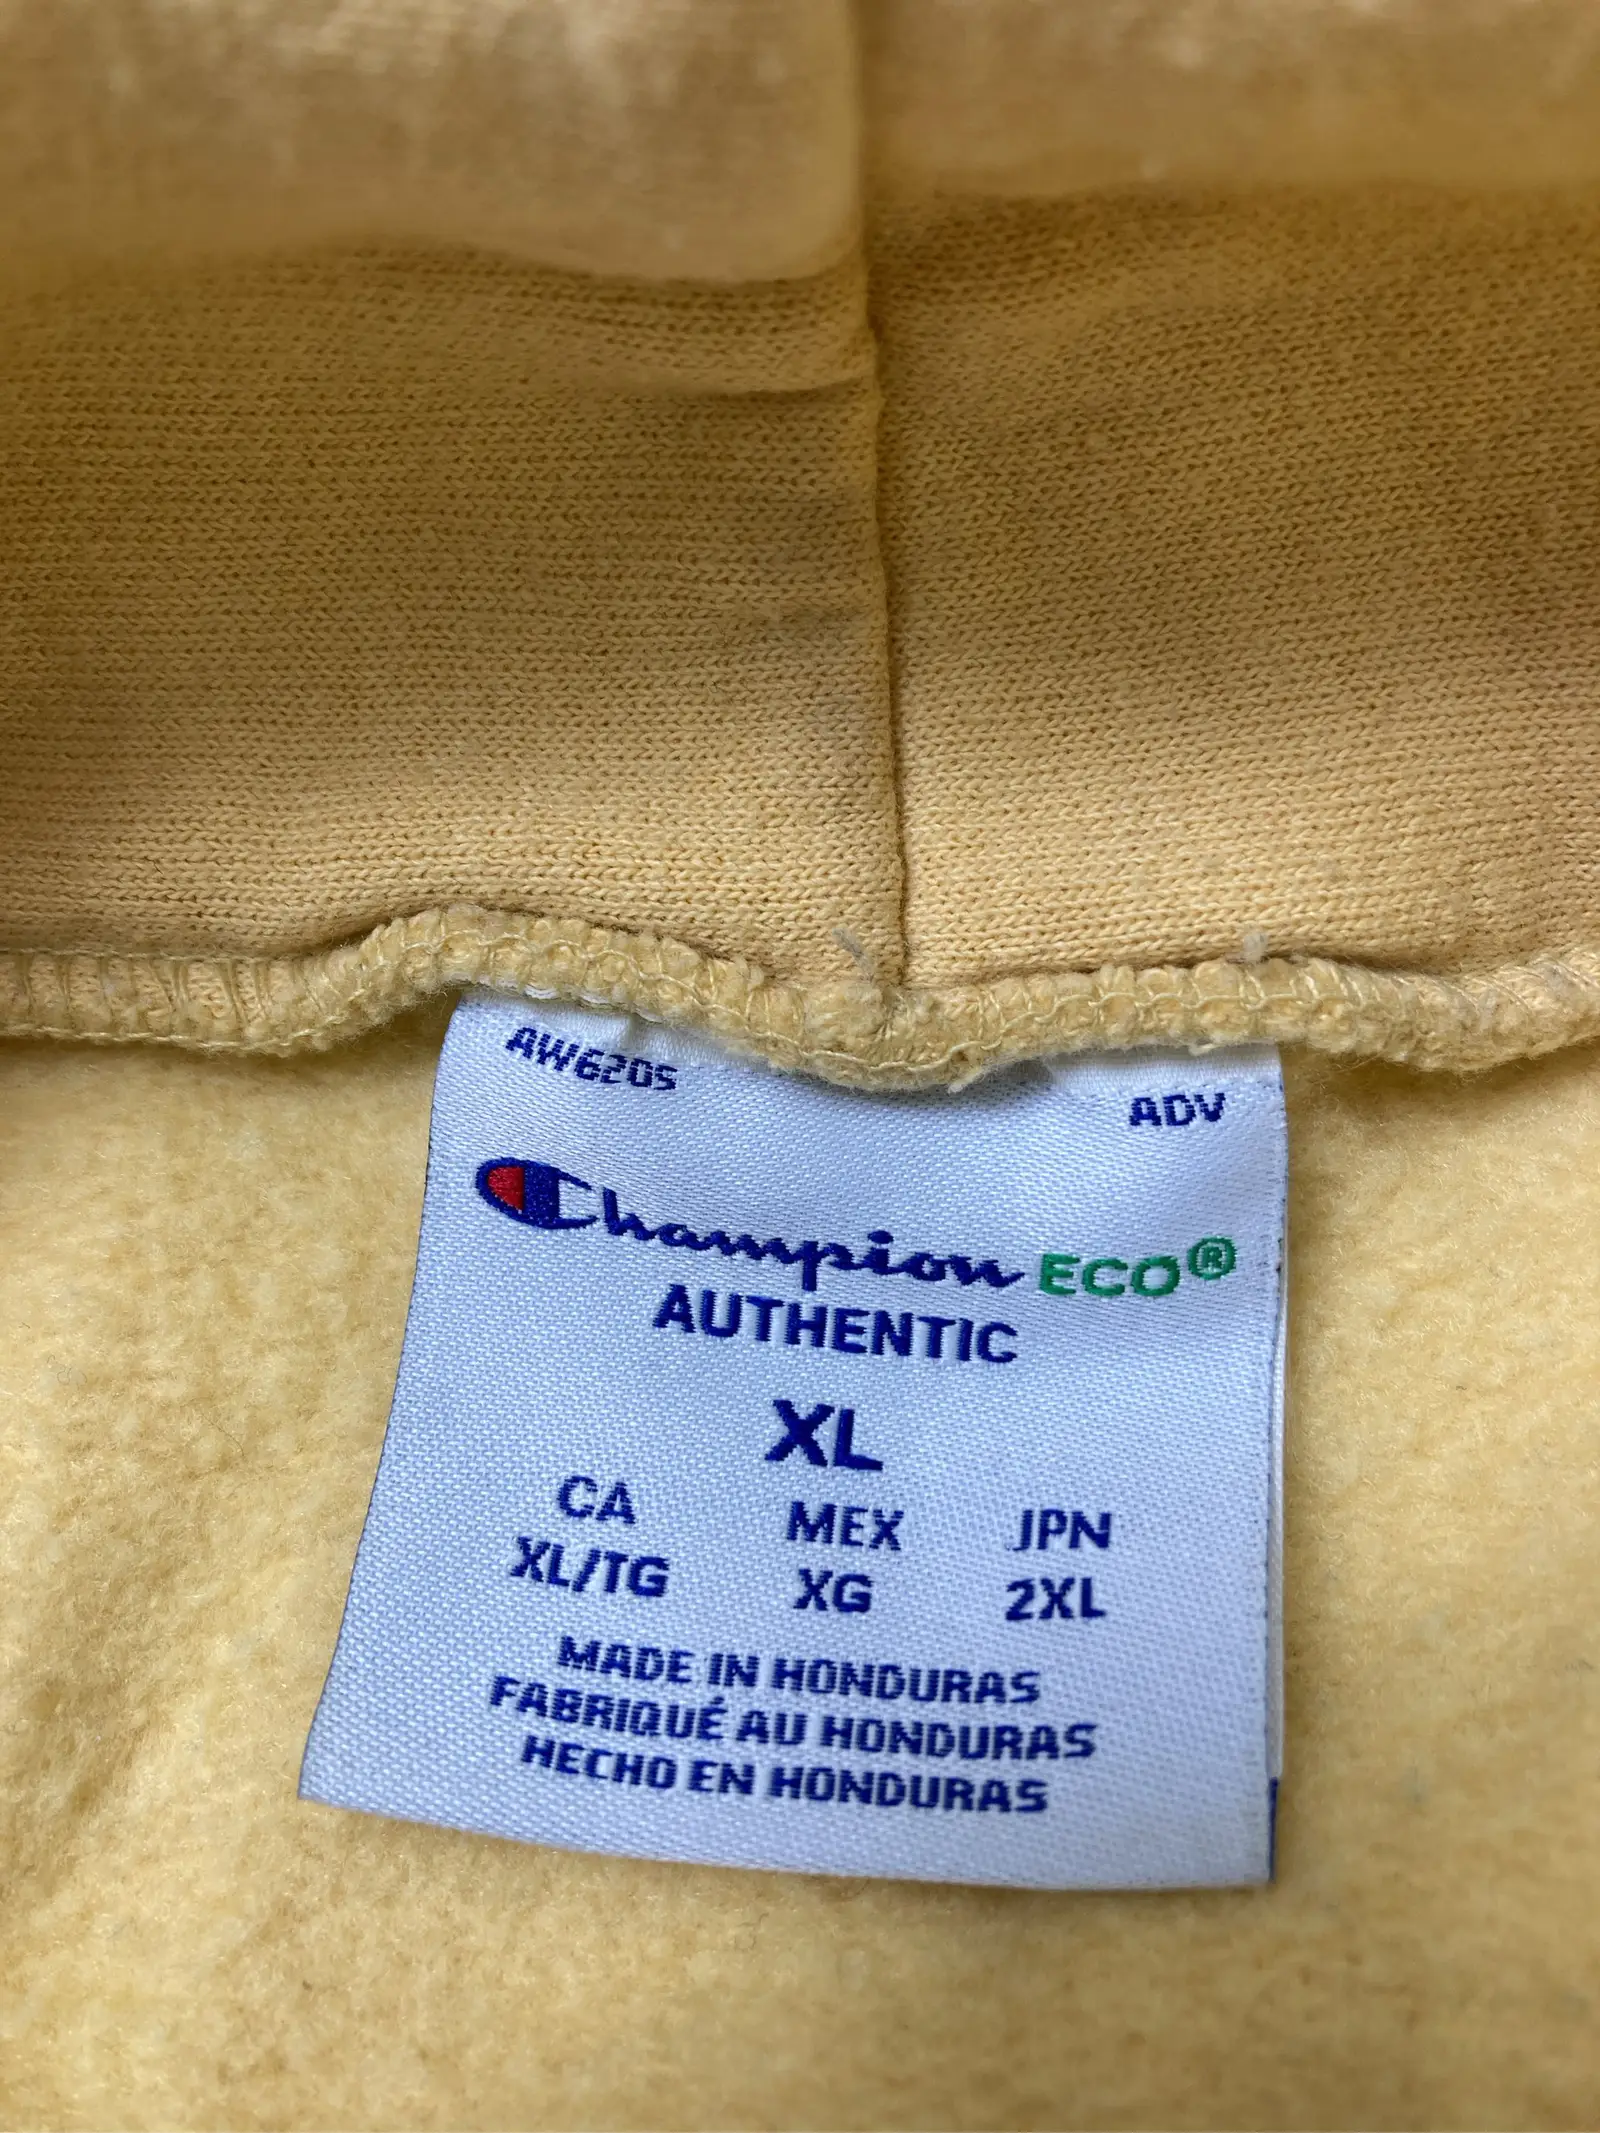 AW6205 ADV
Champion ECO®
AUTHENTIC
XL
CA MEX JPN
XL/TG XG 2XL
MADE IN HONDURAS
FABRIQUÉ AU HONDURAS
HECHO EN HONDURAS